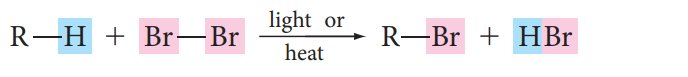 R—H + Br—Br light or heat R—Br + HBr